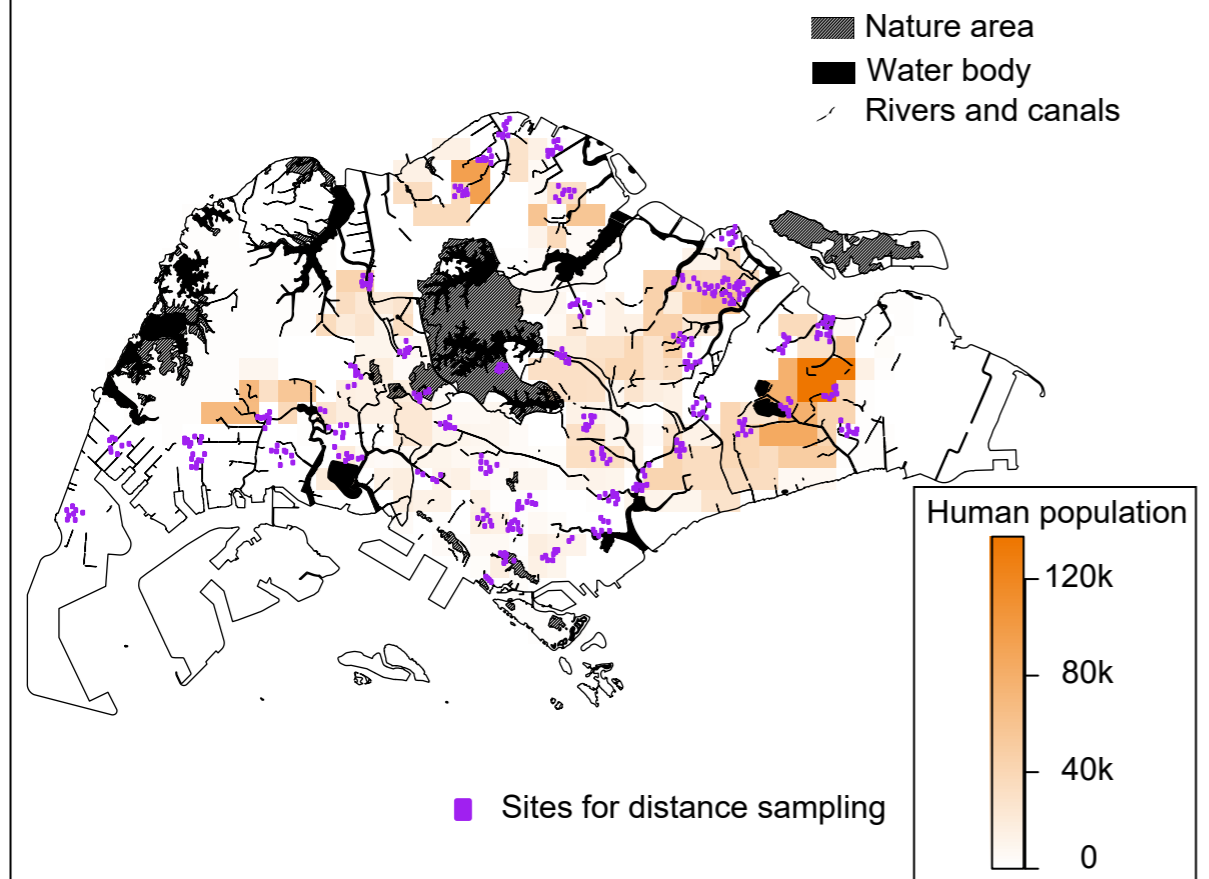 Nature area
Water body
Rivers and canals
Human population
120k
80k
40k
0
Sites for distance sampling